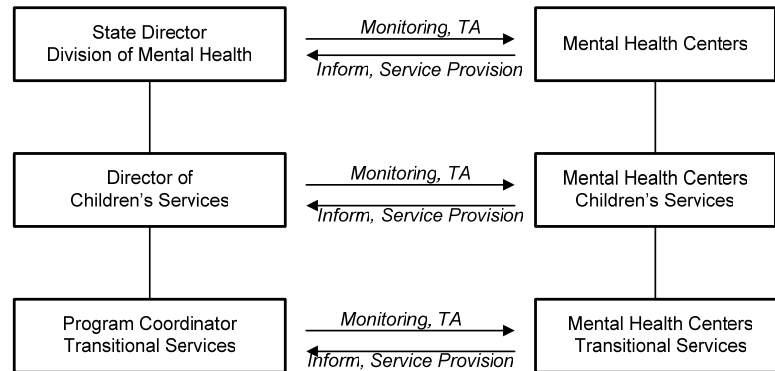 State Director
Division of Mental Health
Monitoring, TA
Inform, Service Provision
Mental Health Centers
Director of
Children's Services
Monitoring, TA
Inform, Service Provision
Mental Health Centers
Children's Services
Program Coordinator
Transitional Services
Monitoring, TA
Inform, Service Provision
Mental Health Centers
Transitional Services